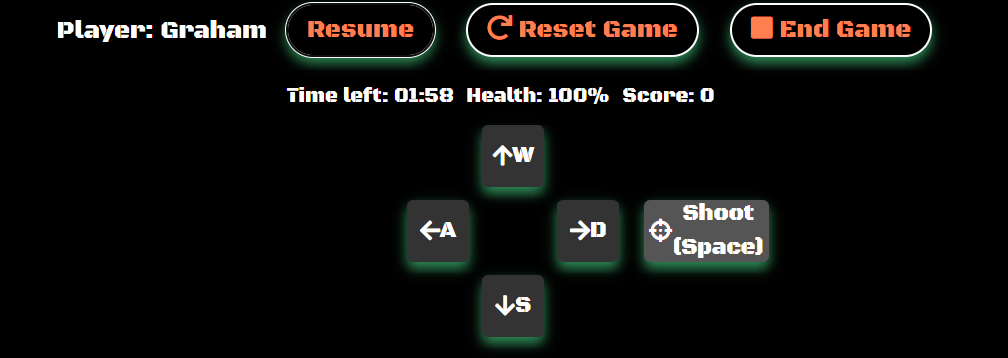 Player: Graham Resume Reset Game End Game
Time left: 01:58 Health: 100% Score: 0
W
A D Shoot
(Space)
S